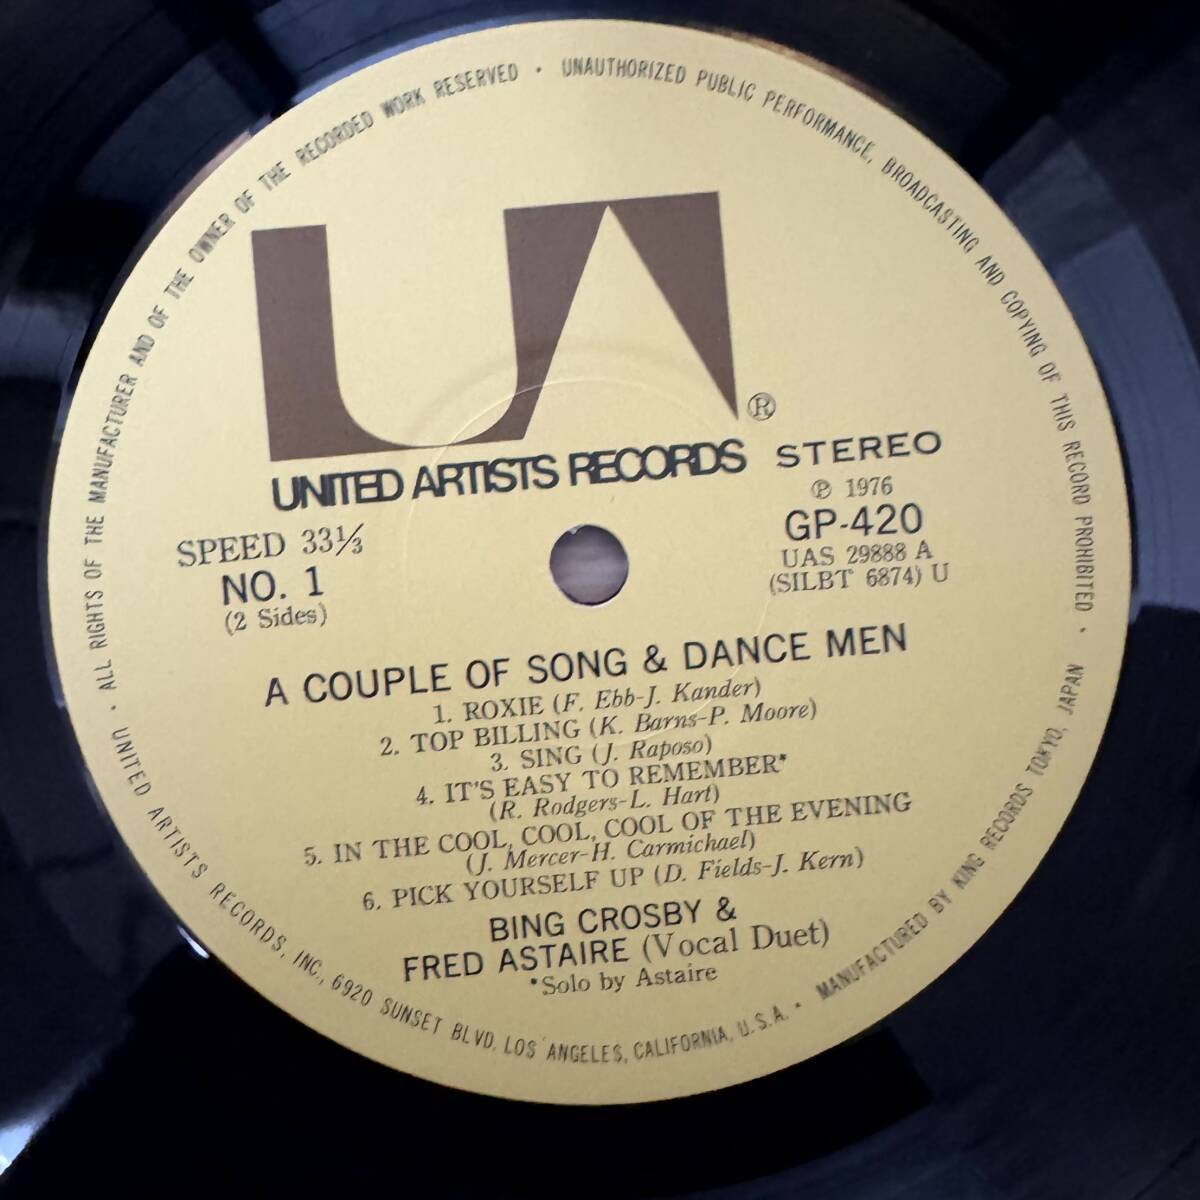 ALL RIGHTS OF THE MANUFACTURER AND OF THE OWNER OF THE RECORDED WORK RESERVED · UNAUTHORIZED PUBLIC PERFORMANCE, BROADCASTING AND COPYING OF THIS RECORD PROHIBITED ·
UA ®
UNITED ARTISTS RECORDS
STEREO
℗ 1976
GP-420
UAS 29888 A
(SILBT 6874) U
SPEED 33⅓
NO. 1
(2 Sides)
A COUPLE OF SONG & DANCE MEN
1. ROXIE (F. Ebb-J. Kander)
2. TOP BILLING (K. Barns-P. Moore)
3. SING (J. Raposo)
4. IT'S EASY TO REMEMBER*
(R. Rodgers-L. Hart)
5. IN THE COOL, COOL, COOL OF THE EVENING
(J. Mercer-H. Carmichael)
6. PICK YOURSELF UP (D. Fields-J. Kern)
BING CROSBY &
FRED ASTAIRE (Vocal Duet)
*Solo by Astaire
UNITED ARTISTS RECORDS, INC., 6920 SUNSET BLVD. LOS ANGELES, CALIFORNIA, U.S.A. · MANUFACTURED BY KING RECORDS TOKYO, JAPAN